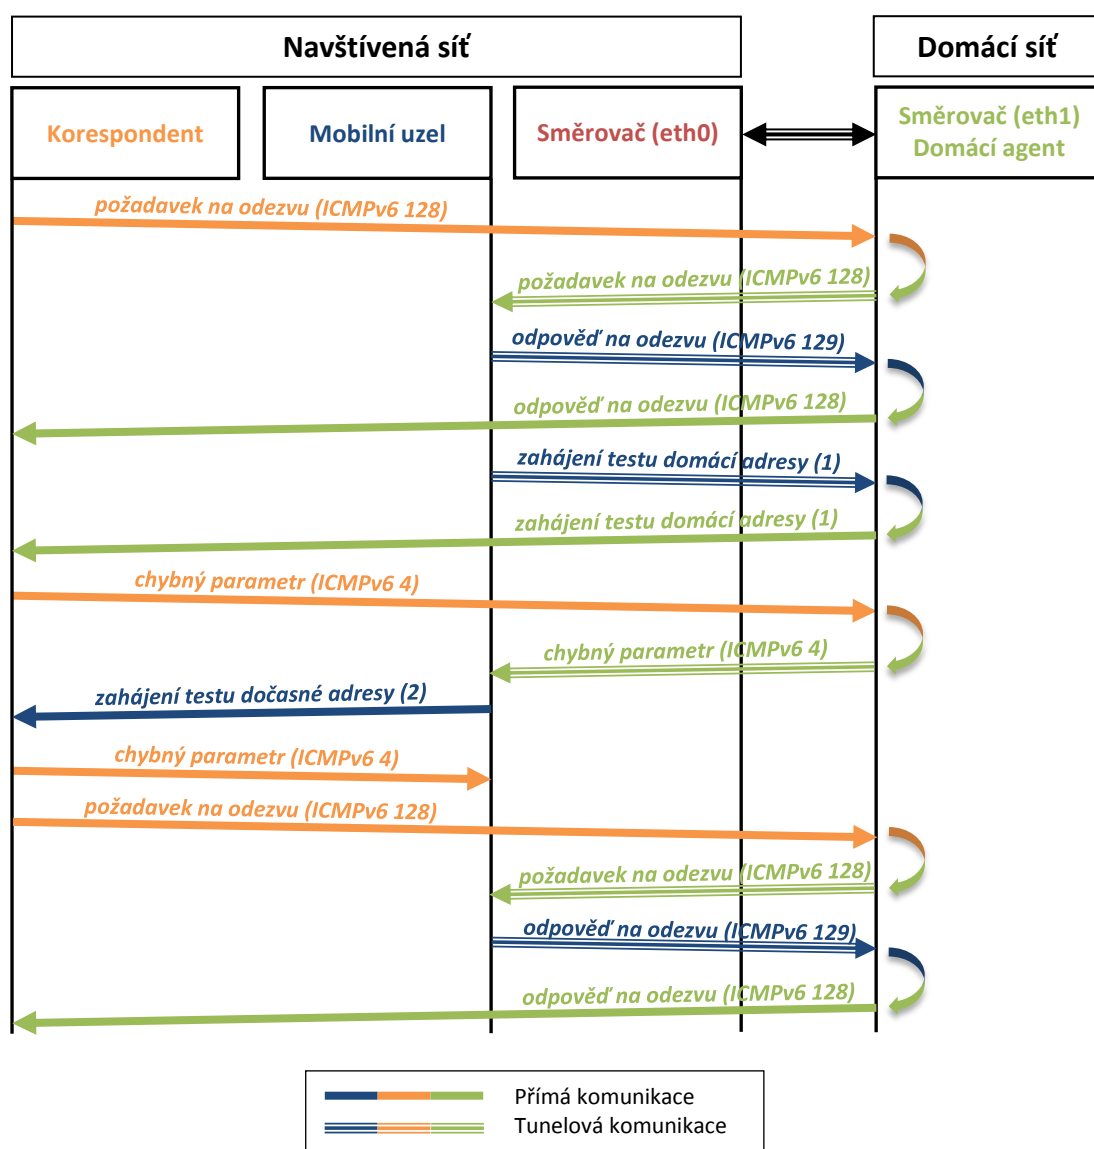 Navštívená síť
Domácí síť
Korespondent
Mobilní uzel
Směrovač (eth0)
Směrovač (eth1)
Domácí agent
požadavek na odezvu (ICMPv6 128)
požadavek na odezvu (ICMPv6 128)
odpověď na odezvu (ICMPv6 129)
odpověď na odezvu (ICMPv6 128)
zahájení testu domácí adresy (1)
zahájení testu domácí adresy (1)
chybný parametr (ICMPv6 4)
chybný parametr (ICMPv6 4)
zahájení testu dočasné adresy (2)
chybný parametr (ICMPv6 4)
požadavek na odezvu (ICMPv6 128)
požadavek na odezvu (ICMPv6 128)
odpověď na odezvu (ICMPv6 129)
odpověď na odezvu (ICMPv6 128)
Přímá komunikace
Tunelová komunikace